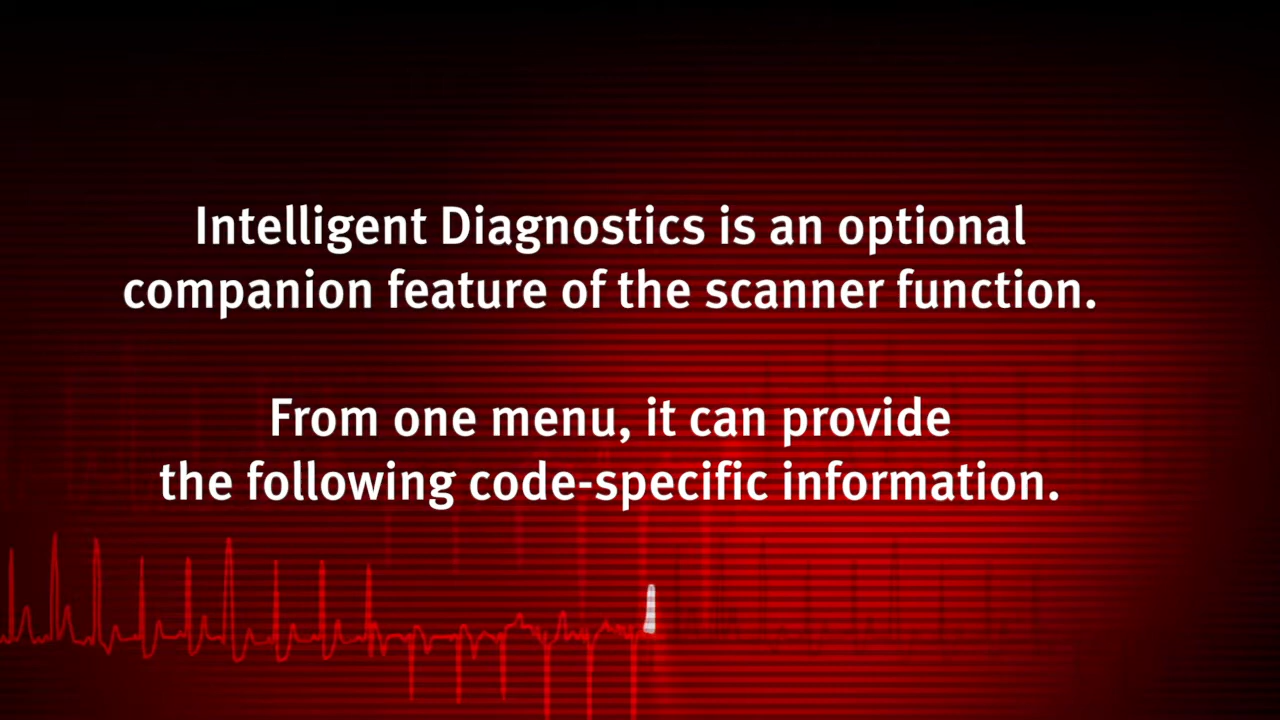 Intelligent Diagnostics is an optional
companion feature of the scanner function.
From one menu, it can provide
the following code-specific information.